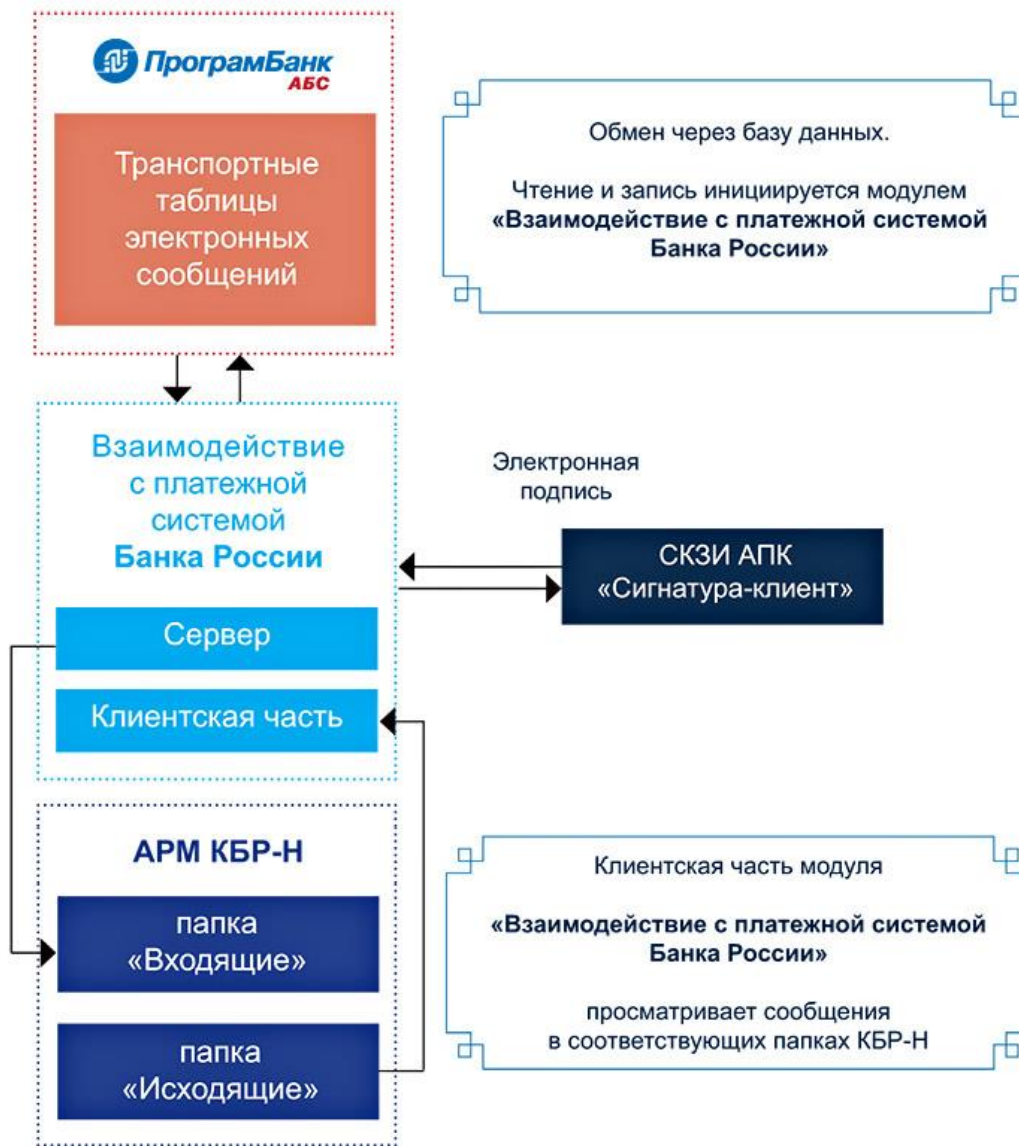 ПрограмБанк
АБС
Транспортные
таблицы
электронных
сообщений
Обмен через базу данных.
Чтение и запись инициируется модулем
«Взаимодействие с платежной системой
Банка России»
Взаимодействие
с платежной
системой
Банка России
Сервер
Клиентская часть
Электронная
подпись
СКЗИ АПК
«Сигнатура-клиент»
АРМ КБР-Н
папка
«Входящие»
папка
«Исходящие»
Клиентская часть модуля
«Взаимодействие с платежной системой
Банка России»
просматривает сообщения
в соответствующих папках КБР-Н